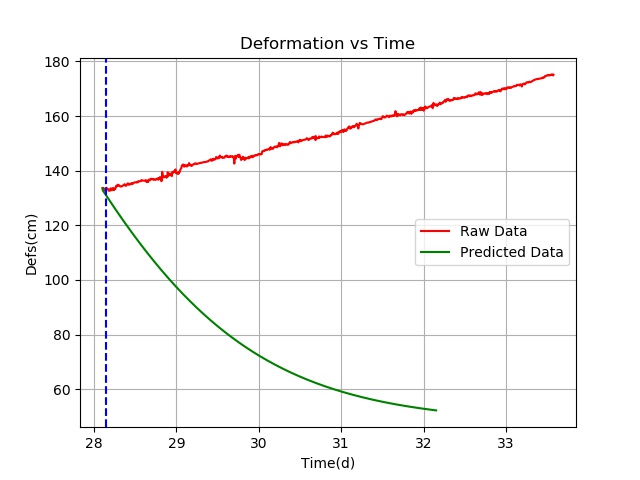 Deformation vs Time
Defs(cm)
180
160
140
120
100
80
60
Raw Data
Predicted Data
28 29 30 31 32 33
Time(d)